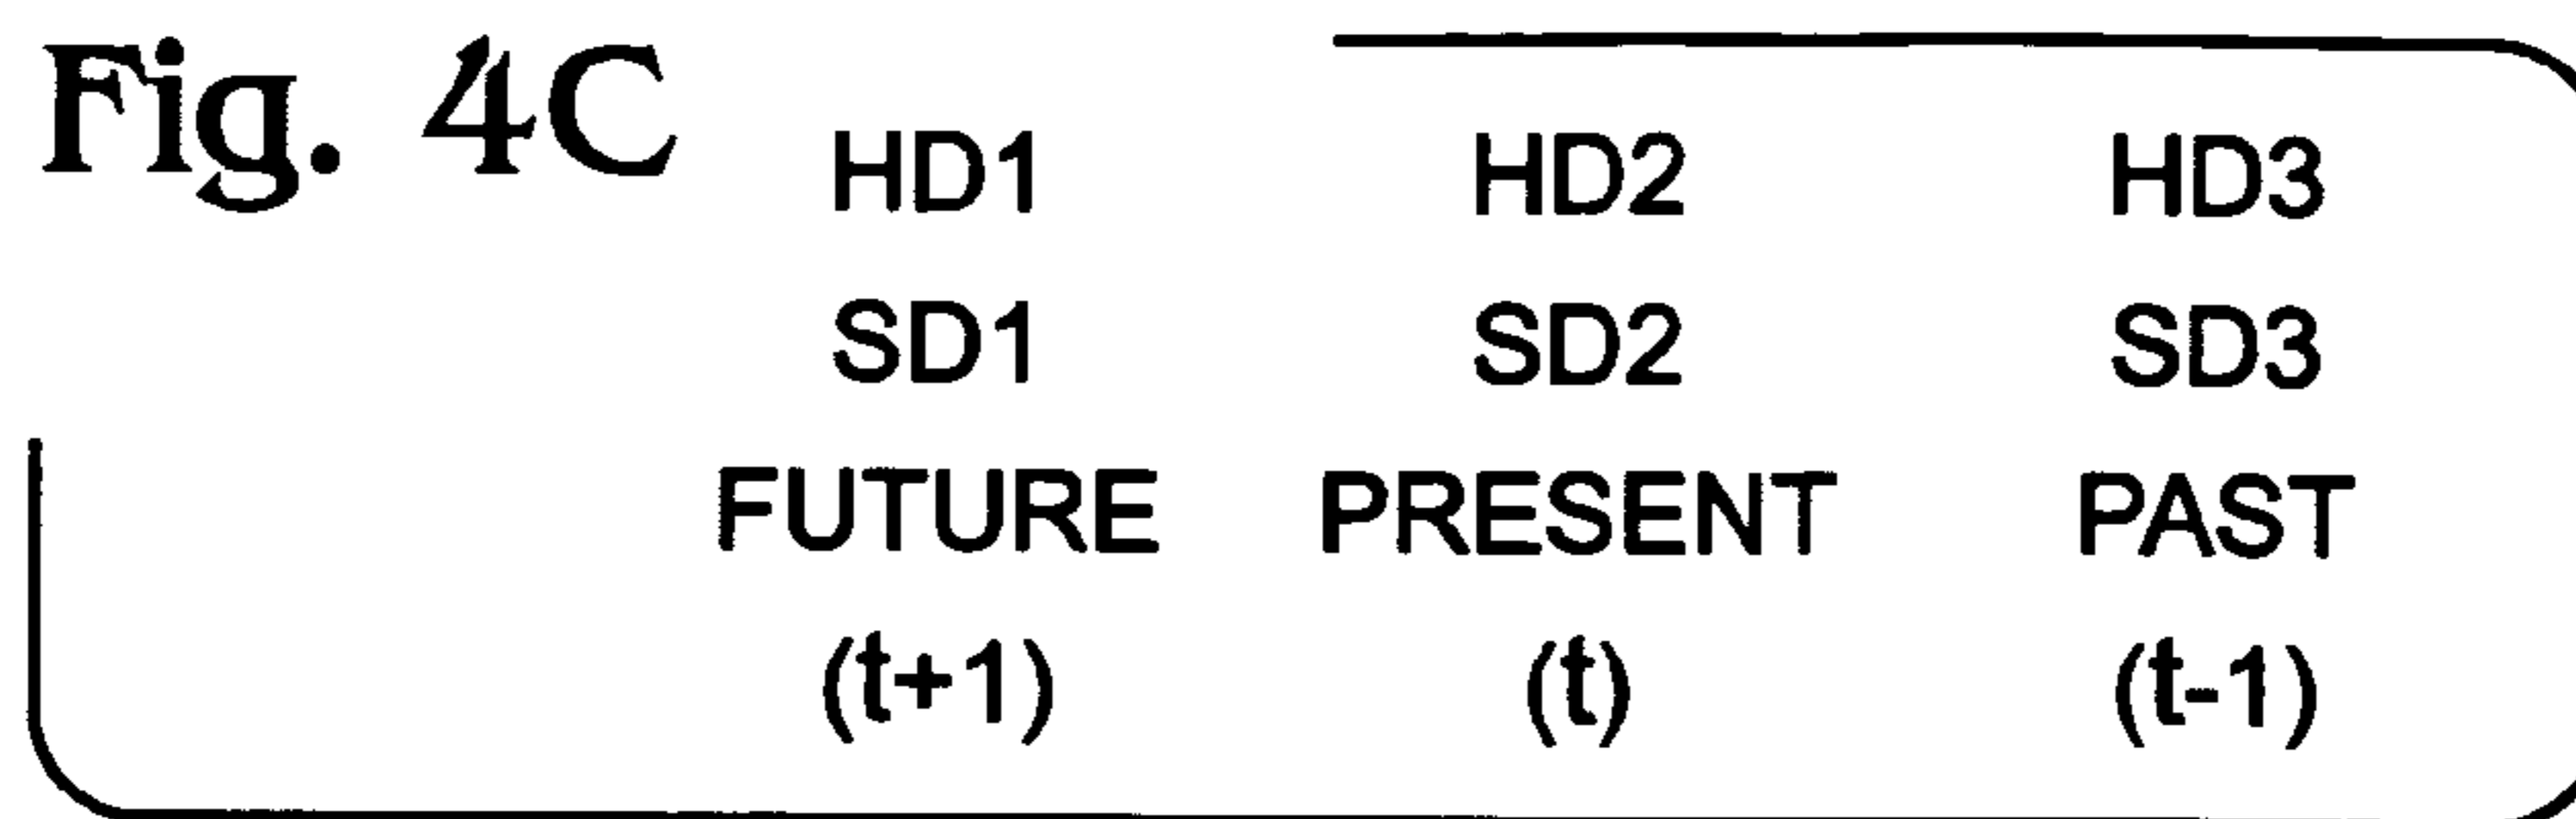 Fig. 4C
HD1 HD2 HD3
SD1 SD2 SD3
FUTURE PRESENT PAST
(t+1) (t) (t-1)